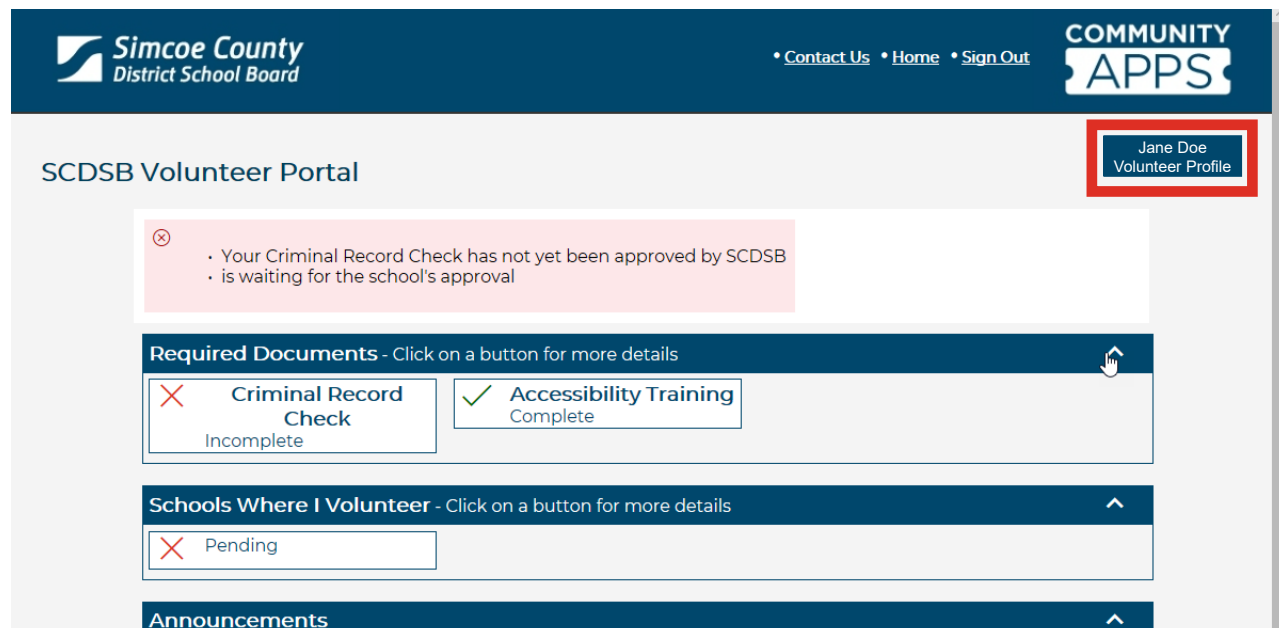 Simcoe County
District School Board
• Contact Us • Home • Sign Out
COMMUNITY
APPS
Jane Doe
Volunteer Profile
SCDSB Volunteer Portal
• Your Criminal Record Check has not yet been approved by SCDSB
• is waiting for the school's approval
Required Documents - Click on a button for more details
Criminal Record
Check
Incomplete
Accessibility Training
Complete
Schools Where I Volunteer - Click on a button for more details
Pending
Announcements